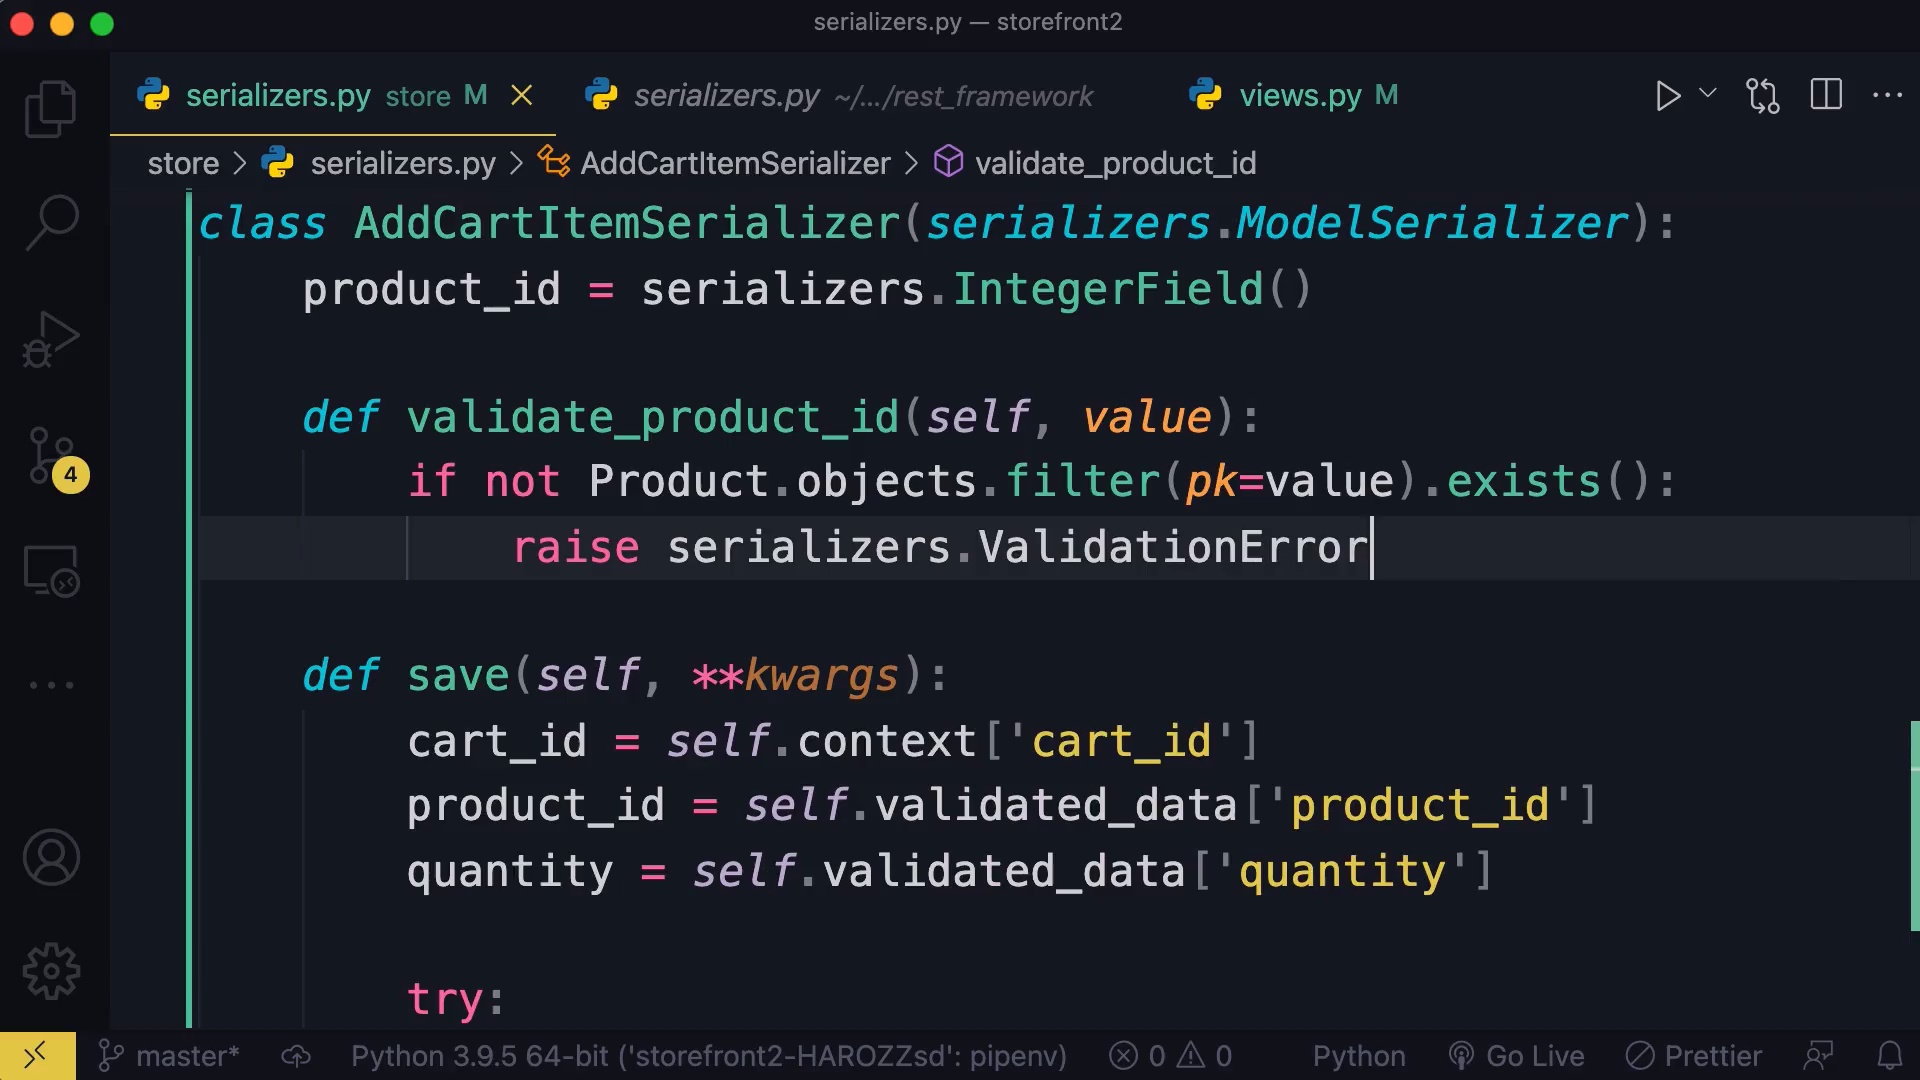 serializers.py — storefront2
serializers.py store M
serializers.py ~/.../rest_framework
views.py M
store > serializers.py > AddCartItemSerializer > validate_product_id
class AddCartItemSerializer(serializers.ModelSerializer):
    product_id = serializers.IntegerField()
    def validate_product_id(self, value):
        if not Product.objects.filter(pk=value).exists():
            raise serializers.ValidationError
    def save(self, **kwargs):
        cart_id = self.context['cart_id']
        product_id = self.validated_data['product_id']
        quantity = self.validated_data['quantity']
        try:
4
master* Python 3.9.5 64-bit ('storefront2-HAROZZsd': pipenv) 0 0 Python Go Live Prettier